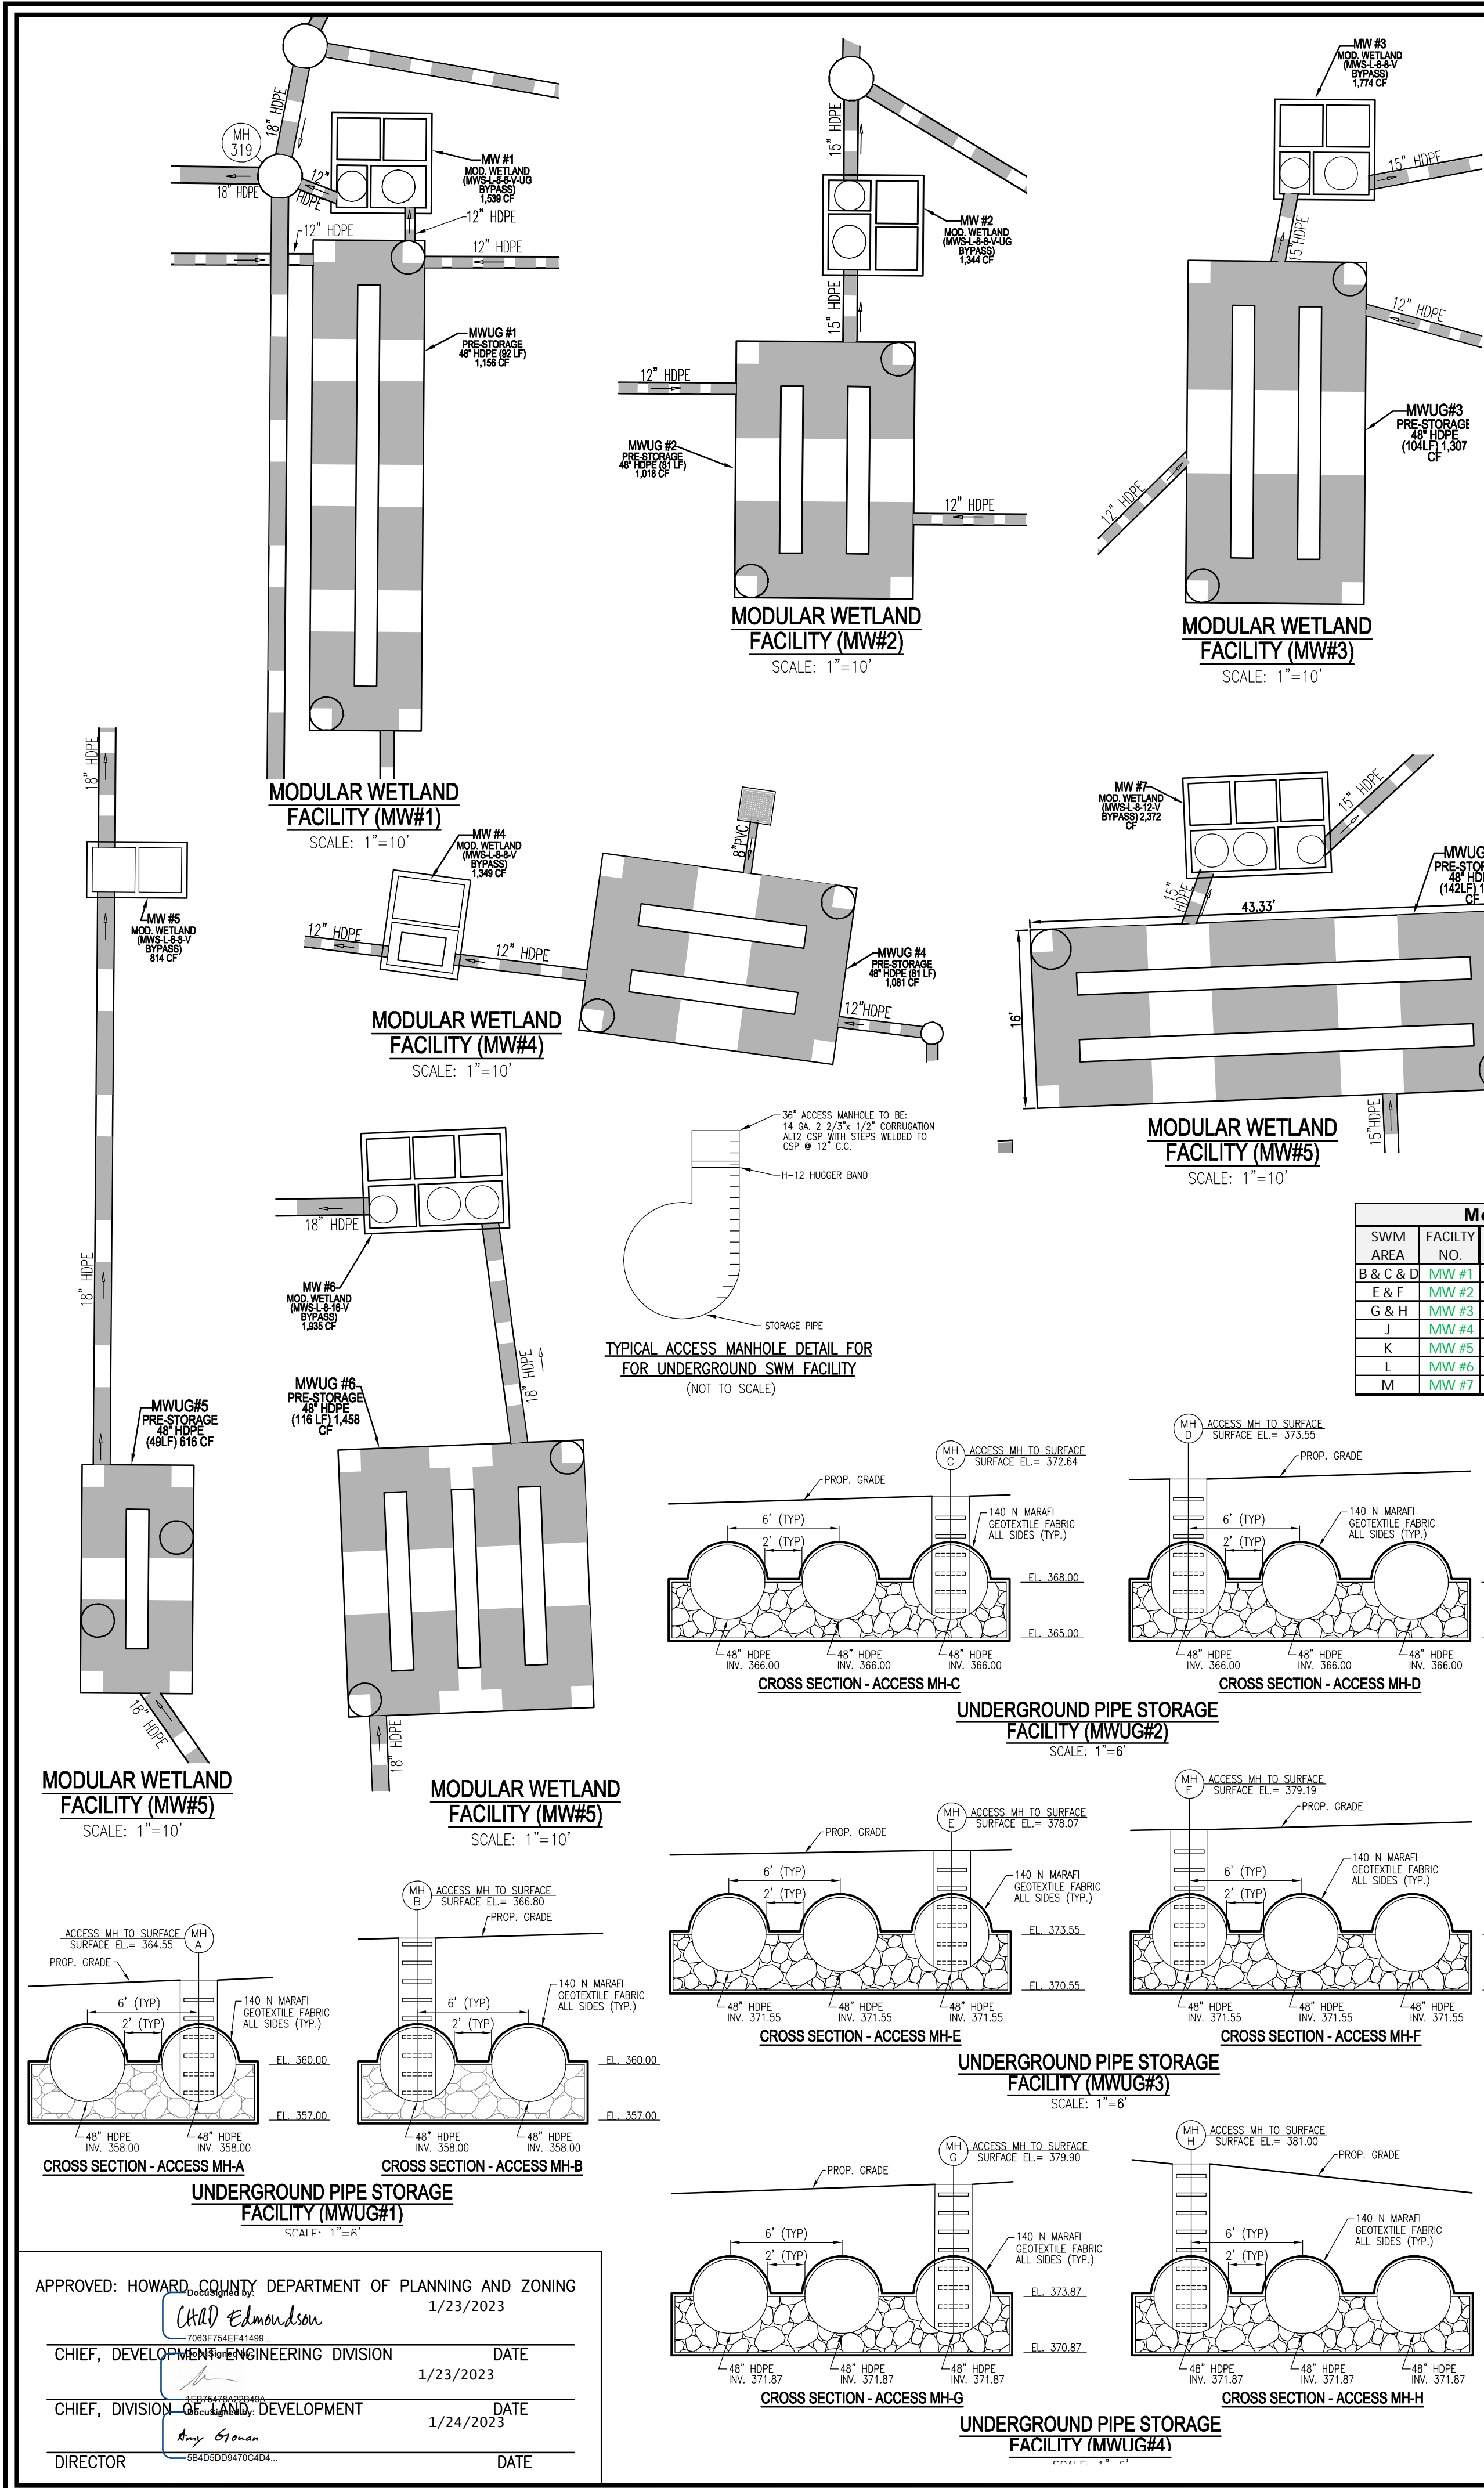 18" HDPE
MH
319
18" HDPE
12"
HDPE
12" HDPE
12" HDPE
12" HDPE
MW #1
MOD. WETLAND
(MWS-L-8-8-V-UG
BYPASS)
1,539 CF
MWUG #1
PRE-STORAGE
48" HDPE (92 LF)
1,156 CF
MODULAR WETLAND
FACILITY (MW#1)
SCALE: 1"=10'
15" HDPE
MW #2
MOD. WETLAND
(MWS-L-8-8-V-UG
BYPASS)
1,344 CF
15" HDPE
12" HDPE
MWUG #2
PRE-STORAGE
48" HDPE (81 LF)
1,018 CF
12" HDPE
MODULAR WETLAND
FACILITY (MW#2)
SCALE: 1"=10'
MW #3
MOD. WETLAND
(MWS-L-8-8-V
BYPASS)
1,774 CF
15" HDPE
15"HDPE
12" HDPE
12" HDPE
MWUG#3
PRE-STORAGE
48" HDPE
(104LF) 1,307
CF
MODULAR WETLAND
FACILITY (MW#3)
SCALE: 1"=10'
18" HDPE
MW #5
MOD. WETLAND
(MWS-L-6-8-V
BYPASS)
814 CF
18" HDPE
MWUG#5
PRE-STORAGE
48" HDPE
(49LF) 616 CF
18" HDPE
MODULAR WETLAND
FACILITY (MW#5)
SCALE: 1"=10'
MW #4
MOD. WETLAND
(MWS-L-8-8-V
BYPASS)
1,349 CF
12" HDPE
12" HDPE
8"PVC
MWUG #4
PRE-STORAGE
48" HDPE (81 LF)
1,081 CF
12"HDPE
MODULAR WETLAND
FACILITY (MW#4)
SCALE: 1"=10'
MW #7
MOD. WETLAND
(MWS-L-8-12-V
BYPASS) 2,372
CF
15" HDPE
15"
HDPE
MWUG
PRE-STOR
48" HD
(142LF) 1
CF
43.33'
16'
15"HDPE
MODULAR WETLAND
FACILITY (MW#5)
SCALE: 1"=10'
18" HDPE
MW #6
MOD. WETLAND
(MWS-L-8-16-V
BYPASS)
1,935 CF
18" HDPE
MWUG #6
PRE-STORAGE
48" HDPE
(116 LF) 1,458
CF
18" HDPE
MODULAR WETLAND
FACILITY (MW#5)
SCALE: 1"=10'
36" ACCESS MANHOLE TO BE:
14 GA. 2 2/3"x 1/2" CORRUGATION
ALT2 CSP WITH STEPS WELDED TO
CSP @ 12" C.C.
H-12 HUGGER BAND
STORAGE PIPE
TYPICAL ACCESS MANHOLE DETAIL FOR
FOR UNDERGROUND SWM FACILITY
(NOT TO SCALE)
SWM FACILTY
AREA NO.
B & C & D MW #1
E & F MW #2
G & H MW #3
J MW #4
K MW #5
L MW #6
M MW #7
MH
C
ACCESS MH TO SURFACE
SURFACE EL.= 372.64
PROP. GRADE
6' (TYP)
2' (TYP)
140 N MARAFI
GEOTEXTILE FABRIC
ALL SIDES (TYP.)
EL. 368.00
EL. 365.00
48" HDPE 48" HDPE 48" HDPE
INV. 366.00 INV. 366.00 INV. 366.00
CROSS SECTION - ACCESS MH-C
MH
D
ACCESS MH TO SURFACE
SURFACE EL.= 373.55
PROP. GRADE
6' (TYP)
2' (TYP)
140 N MARAFI
GEOTEXTILE FABRIC
ALL SIDES (TYP.)
48" HDPE 48" HDPE 48" HDPE
INV. 366.00 INV. 366.00 INV. 366.00
CROSS SECTION - ACCESS MH-D
UNDERGROUND PIPE STORAGE
FACILITY (MWUG#2)
SCALE: 1"=6'
MH
E
ACCESS MH TO SURFACE
SURFACE EL.= 378.07
PROP. GRADE
6' (TYP)
2' (TYP)
140 N MARAFI
GEOTEXTILE FABRIC
ALL SIDES (TYP.)
EL. 373.55
EL. 370.55
48" HDPE 48" HDPE 48" HDPE
INV. 371.55 INV. 371.55 INV. 371.55
CROSS SECTION - ACCESS MH-E
MH
F
ACCESS MH TO SURFACE
SURFACE EL.= 379.19
PROP. GRADE
6' (TYP)
2' (TYP)
140 N MARAFI
GEOTEXTILE FABRIC
ALL SIDES (TYP.)
48" HDPE 48" HDPE 48" HDPE
INV. 371.55 INV. 371.55 INV. 371.55
CROSS SECTION - ACCESS MH-F
UNDERGROUND PIPE STORAGE
FACILITY (MWUG#3)
SCALE: 1"=6'
ACCESS MH TO SURFACE
SURFACE EL.= 364.55
MH
A
PROP. GRADE
6' (TYP)
2' (TYP)
140 N MARAFI
GEOTEXTILE FABRIC
ALL SIDES (TYP.)
EL. 360.00
EL. 357.00
48" HDPE 48" HDPE
INV. 358.00 INV. 358.00
CROSS SECTION - ACCESS MH-A
MH
B
ACCESS MH TO SURFACE
SURFACE EL.= 366.80
PROP. GRADE
6' (TYP)
2' (TYP)
140 N MARAFI
GEOTEXTILE FABRIC
ALL SIDES (TYP.)
EL. 360.00
EL. 357.00
48" HDPE 48" HDPE
INV. 358.00 INV. 358.00
CROSS SECTION - ACCESS MH-B
UNDERGROUND PIPE STORAGE
FACILITY (MWUG#1)
SCALE: 1"=6'
MH
G
ACCESS MH TO SURFACE
SURFACE EL.= 379.90
PROP. GRADE
6' (TYP)
2' (TYP)
140 N MARAFI
GEOTEXTILE FABRIC
ALL SIDES (TYP.)
EL. 373.87
EL. 370.87
48" HDPE 48" HDPE 48" HDPE
INV. 371.87 INV. 371.87 INV. 371.87
CROSS SECTION - ACCESS MH-G
MH
H
ACCESS MH TO SURFACE
SURFACE EL.= 381.00
PROP. GRADE
6' (TYP)
2' (TYP)
140 N MARAFI
GEOTEXTILE FABRIC
ALL SIDES (TYP.)
48" HDPE 48" HDPE 48" HDPE
INV. 371.87 INV. 371.87 INV. 371.87
CROSS SECTION - ACCESS MH-H
UNDERGROUND PIPE STORAGE
FACILITY (MWUG#4)
APPROVED: HOWARD COUNTY DEPARTMENT OF PLANNING AND ZONING
DocuSigned by:
CHAD Edmondson
1/23/2023
7063F754EF41499...
CHIEF, DEVELOPMENT ENGINEERING DIVISION DATE
DocuSigned by:
1/23/2023
CHIEF, DIVISION OF LAND DEVELOPMENT DATE
DocuSigned by:
1/24/2023
Amy Gonan
5B4D5DD9470C4D4...
DIRECTOR DATE